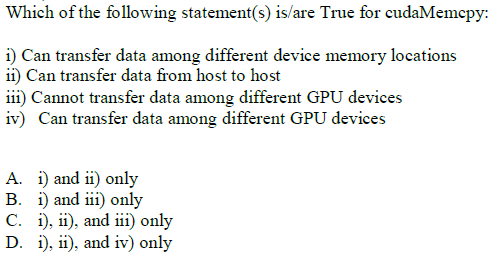 Which of the following statement(s) is/are True for cudaMemcpy:
i) Can transfer data among different device memory locations
ii) Can transfer data from host to host
iii) Cannot transfer data among different GPU devices
iv) Can transfer data among different GPU devices
A. i) and ii) only
B. i) and iii) only
C. i), ii), and iii) only
D. i), ii), and iv) only